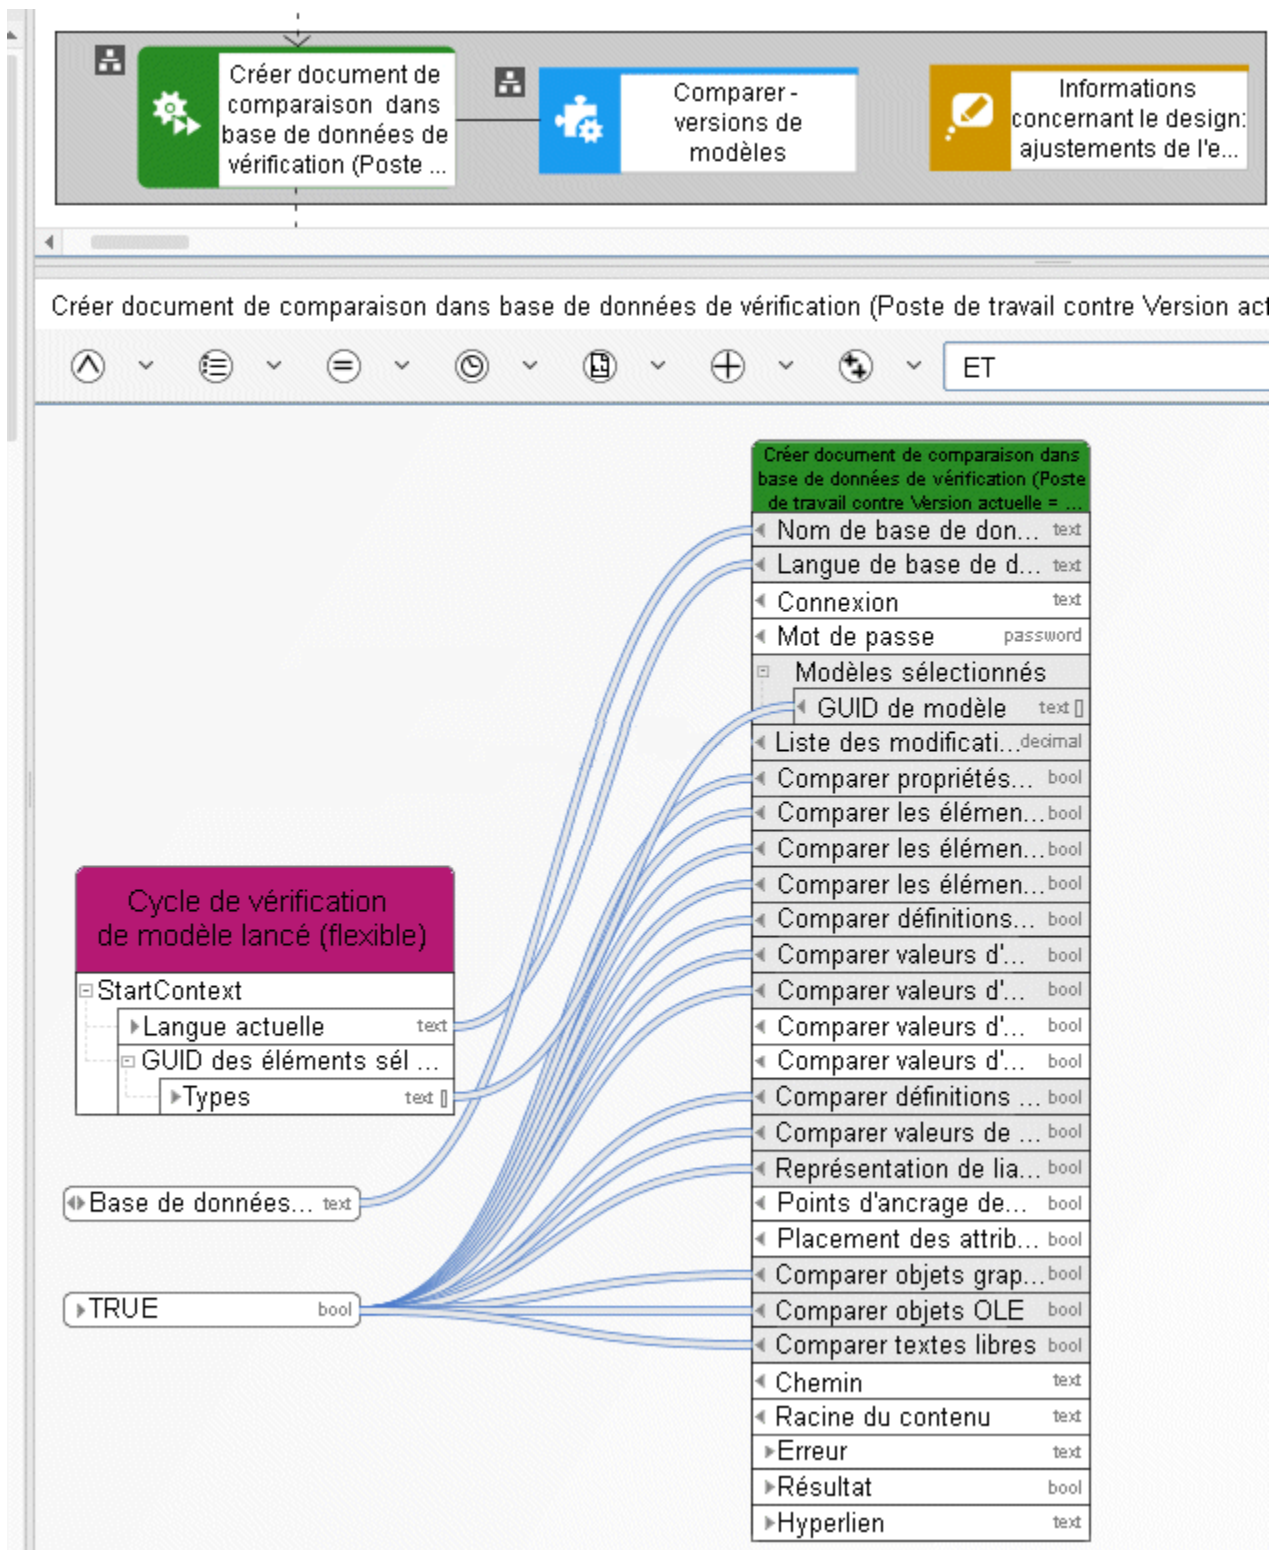 Créer document de
comparaison dans
base de données de
vérification (Poste ...
Comparer -
versions de
modèles
Informations
concernant le design:
ajustements de l'e...
Créer document de comparaison dans base de données de vérification (Poste de travail contre Version act
ET
Créer document de comparaison dans
base de données de vérification (Poste
de travail contre Version actuelle = ...
Nom de base de don... text
Langue de base de d... text
Connexion text
Mot de passe password
Modèles sélectionnés
GUID de modèle text []
Liste des modificati... decimal
Comparer propriétés... bool
Comparer les élémen... bool
Comparer les élémen... bool
Comparer les élémen... bool
Comparer définitions... bool
Comparer valeurs d'... bool
Comparer valeurs d'... bool
Comparer valeurs d'... bool
Comparer valeurs d'... bool
Comparer définitions ... bool
Comparer valeurs de ... bool
Représentation de lia... bool
Points d'ancrage de... bool
Placement des attrib... bool
Comparer objets grap... bool
Comparer objets OLE bool
Comparer textes libres bool
Chemin text
Racine du contenu text
Erreur text
Résultat bool
Hyperlien text
Cycle de vérification
de modèle lancé (flexible)
StartContext
Langue actuelle text
GUID des éléments sél ...
Types text []
Base de données... text
TRUE bool